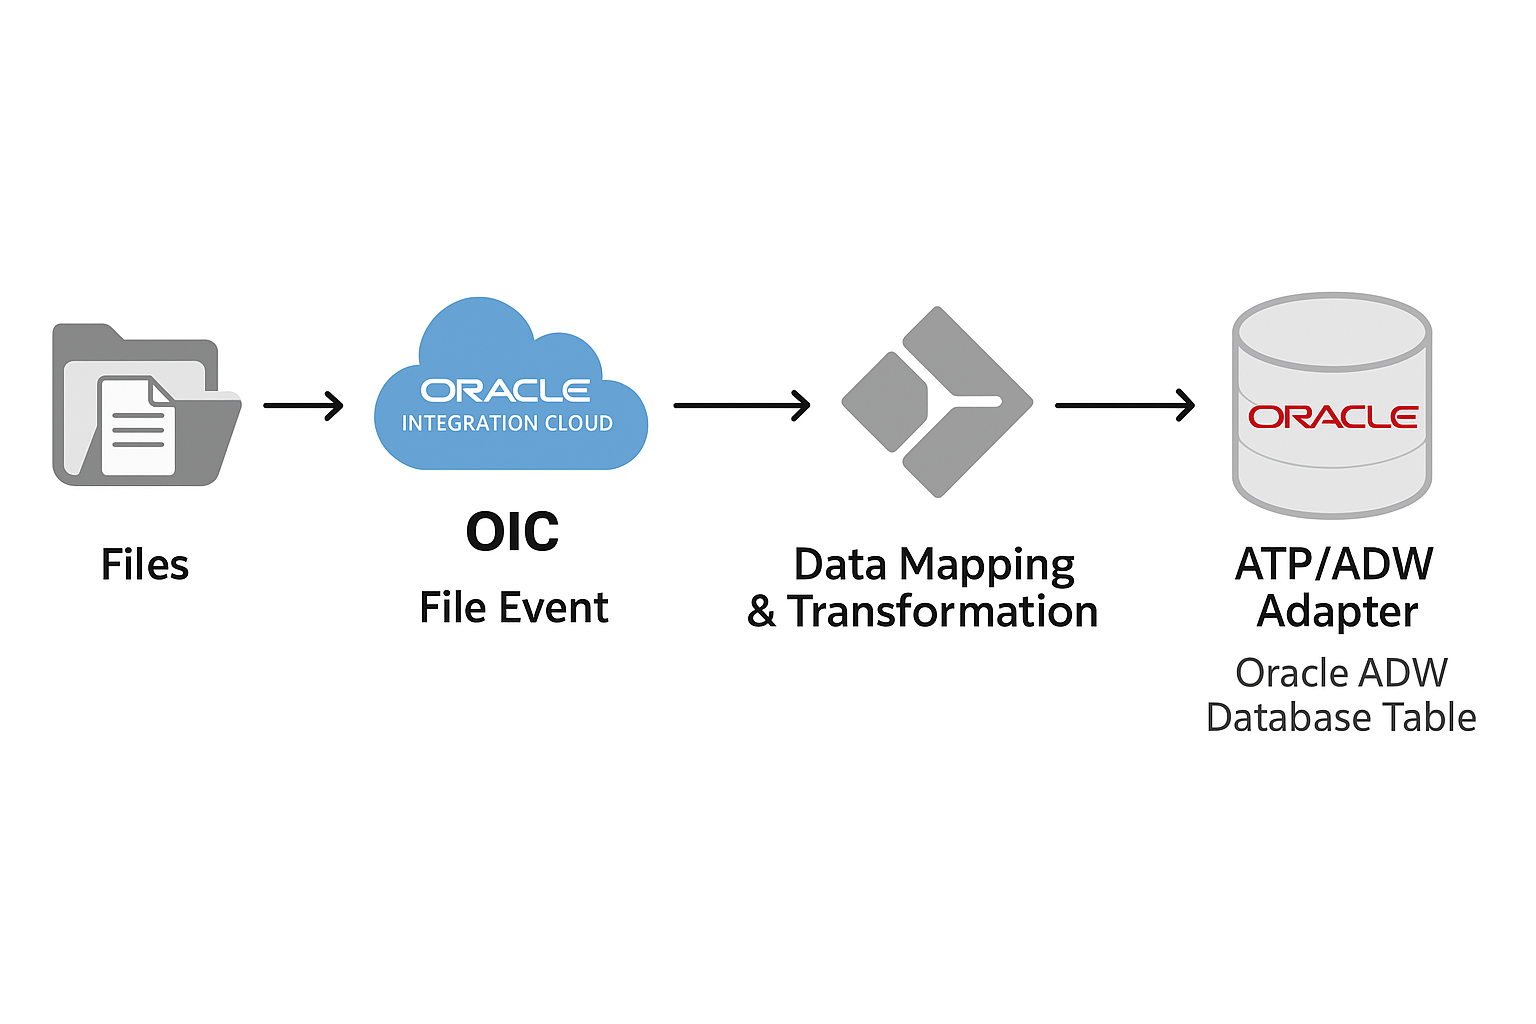 Files
ORACLE
INTEGRATION CLOUD
OIC
File Event
Data Mapping
& Transformation
ORACLE
ATP/ADW
Adapter
Oracle ADW
Database Table